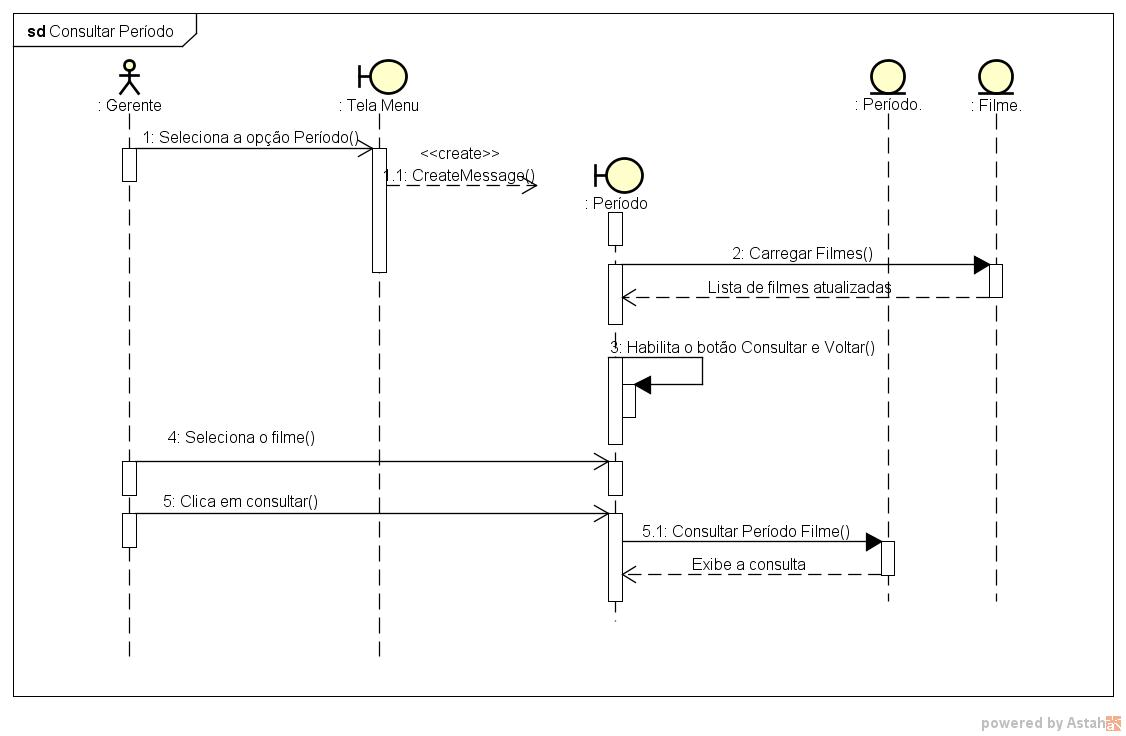 sd Consultar Período
: Gerente
: Tela Menu
: Período.
: Filme.
1: Seleciona a opção Período()
<<create>>
1.1: CreateMessage()
: Período
2: Carregar Filmes()
Lista de filmes atualizadas
3: Habilita o botão Consultar e Voltar()
4: Seleciona o filme()
5: Clica em consultar()
5.1: Consultar Período Filme()
Exibe a consulta
powered by Astah